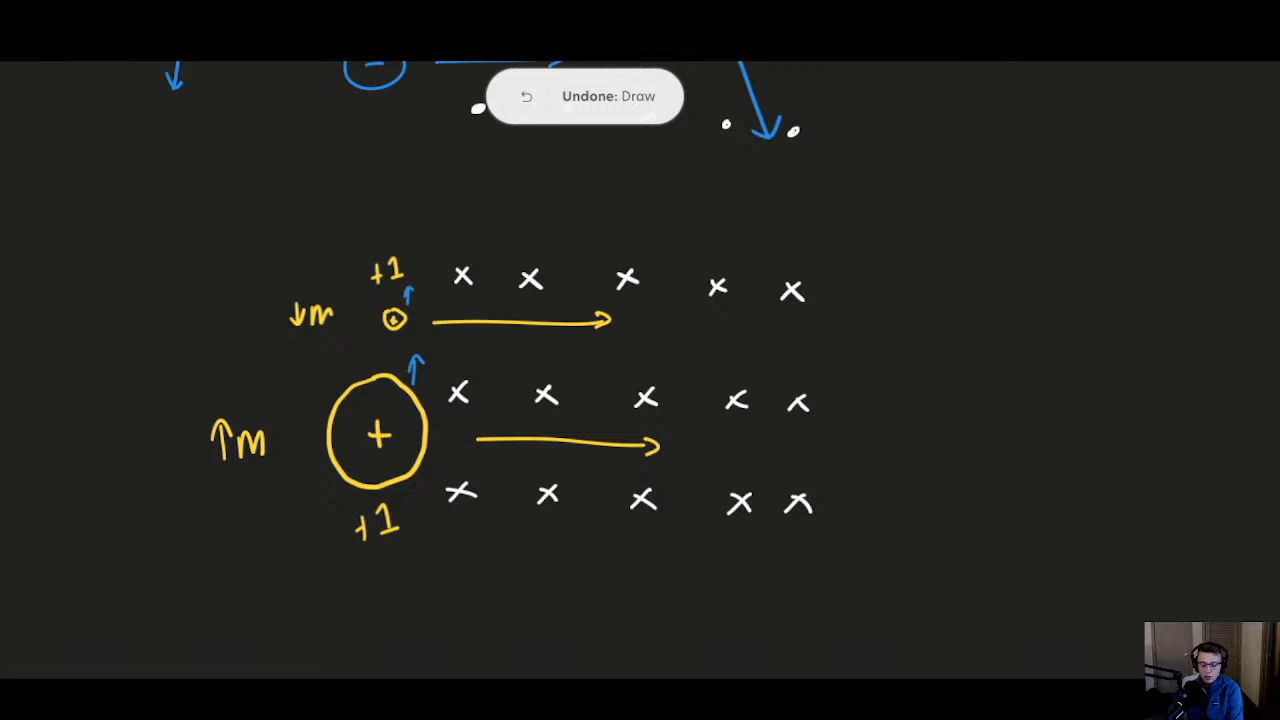 −
Undone: Draw
+1
x x x x x
↓m
+
x x x x x
↑m
+
x x x x x
+1